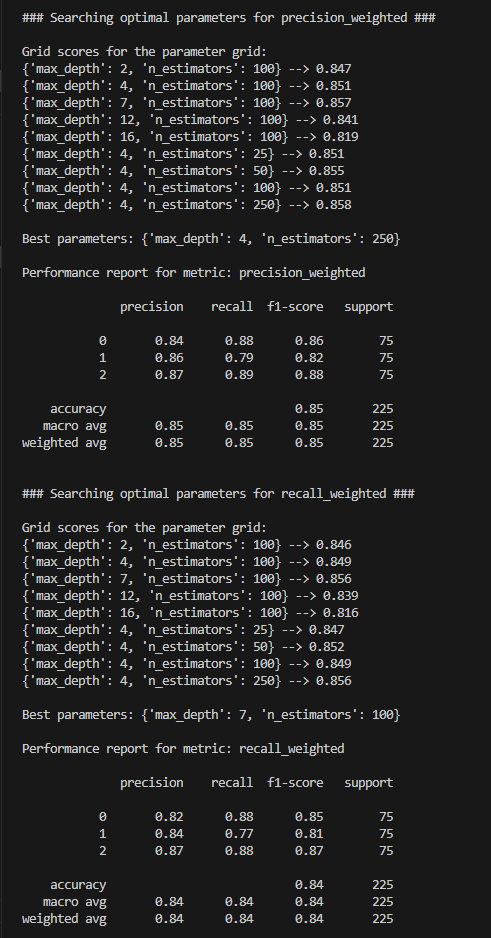 ### Searching optimal parameters for precision_weighted ###
Grid scores for the parameter grid:
{'max_depth': 2, 'n_estimators': 100} --> 0.847
{'max_depth': 4, 'n_estimators': 100} --> 0.851
{'max_depth': 7, 'n_estimators': 100} --> 0.857
{'max_depth': 12, 'n_estimators': 100} --> 0.841
{'max_depth': 16, 'n_estimators': 100} --> 0.819
{'max_depth': 4, 'n_estimators': 25} --> 0.851
{'max_depth': 4, 'n_estimators': 50} --> 0.855
{'max_depth': 4, 'n_estimators': 100} --> 0.851
{'max_depth': 4, 'n_estimators': 250} --> 0.858
Best parameters: {'max_depth': 4, 'n_estimators': 250}
Performance report for metric: precision_weighted
precision recall f1-score support
0 0.84 0.88 0.86 75
1 0.86 0.79 0.82 75
2 0.87 0.89 0.88 75
accuracy 0.85 225
macro avg 0.85 0.85 0.85 225
weighted avg 0.85 0.85 0.85 225
### Searching optimal parameters for recall_weighted ###
Grid scores for the parameter grid:
{'max_depth': 2, 'n_estimators': 100} --> 0.846
{'max_depth': 4, 'n_estimators': 100} --> 0.849
{'max_depth': 7, 'n_estimators': 100} --> 0.856
{'max_depth': 12, 'n_estimators': 100} --> 0.839
{'max_depth': 16, 'n_estimators': 100} --> 0.816
{'max_depth': 4, 'n_estimators': 25} --> 0.847
{'max_depth': 4, 'n_estimators': 50} --> 0.852
{'max_depth': 4, 'n_estimators': 100} --> 0.849
{'max_depth': 4, 'n_estimators': 250} --> 0.856
Best parameters: {'max_depth': 7, 'n_estimators': 100}
Performance report for metric: recall_weighted
precision recall f1-score support
0 0.82 0.88 0.85 75
1 0.84 0.77 0.81 75
2 0.87 0.88 0.87 75
accuracy 0.84 225
macro avg 0.84 0.84 0.84 225
weighted avg 0.84 0.84 0.84 225